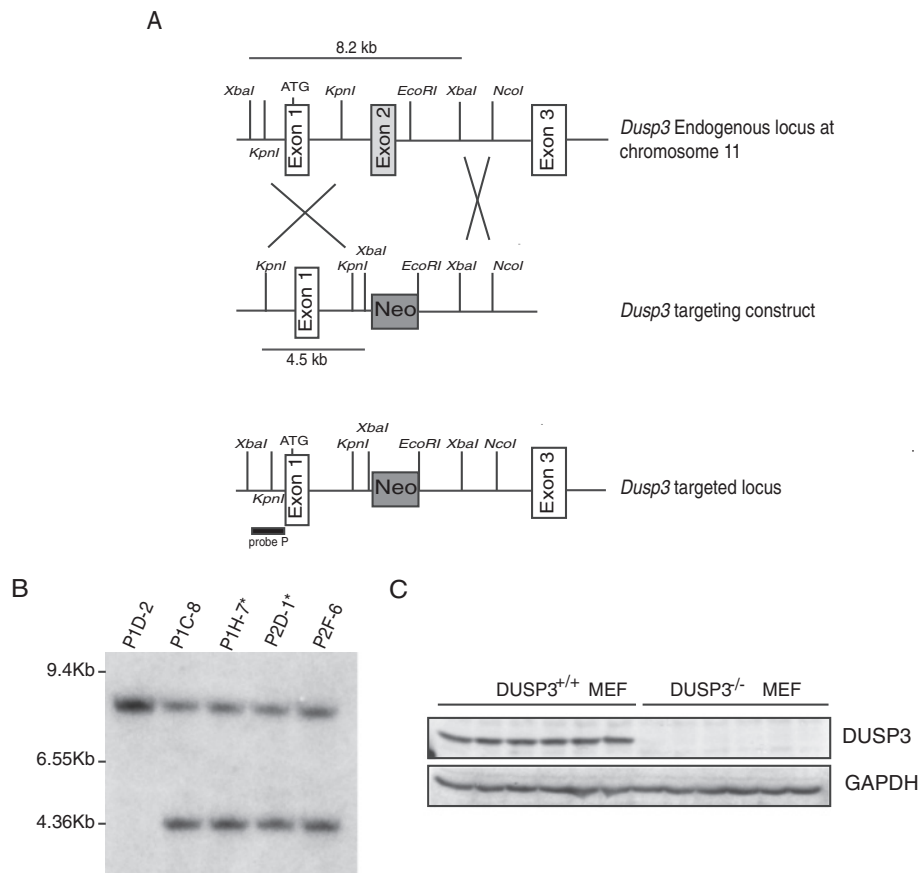 A
8.2 kb
XbaI ATG KpnI EcoRI XbaI NcoI
KpnI Exon 1 Exon 2 Exon 3
Dusp3 Endogenous locus at
chromosome 11
XbaI
KpnI KpnI EcoRI XbaI NcoI
Exon 1 Neo
Dusp3 targeting construct
4.5 kb
XbaI
XbaI ATG KpnI EcoRI XbaI NcoI
KpnI Exon 1 Neo Exon 3
Dusp3 targeted locus
probe P
B
P1D-2 P1C-8 P1H-7* P2D-1* P2F-6
9.4Kb
6.55Kb
4.36Kb
C
DUSP3+/+ MEF DUSP3-/- MEF
DUSP3
GAPDH